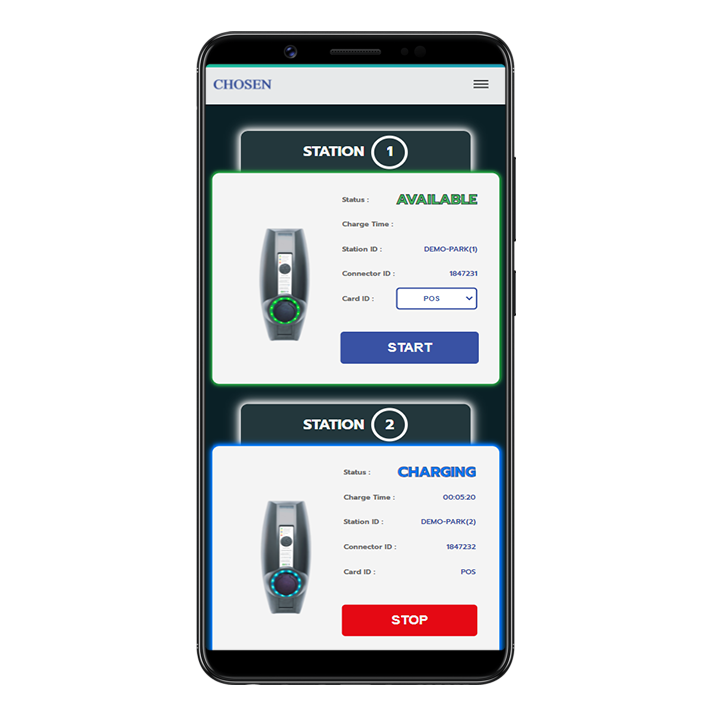 CHOSEN
STATION 1
Status : AVAILABLE
Charge Time :
Station ID : DEMO-PARK(1)
Connector ID : 1847231
Card ID : POS
START
STATION 2
Status : CHARGING
Charge Time : 00:05:20
Station ID : DEMO-PARK(2)
Connector ID : 1847232
Card ID : POS
STOP